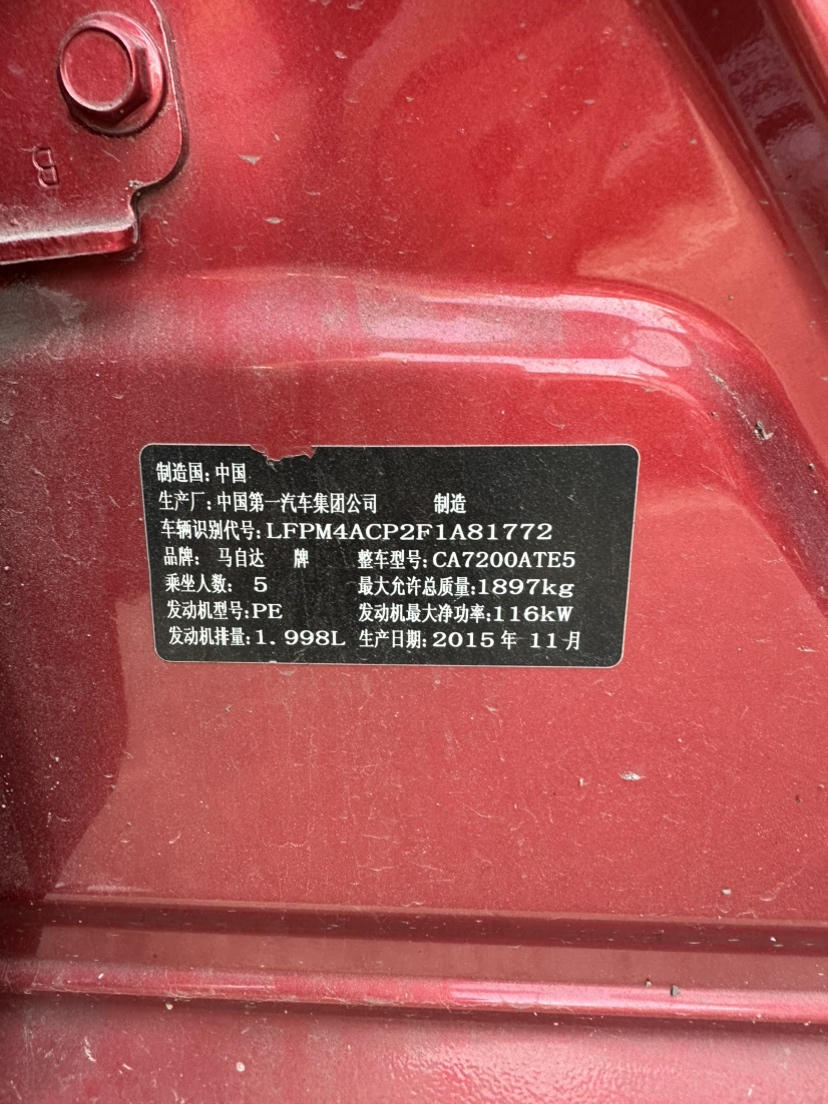 B
制造国:中国
生产厂:中国第一汽车集团公司 制造
车辆识别代号:LFPM4ACP2F1A81772
品牌: 马自达 牌 整车型号:CA7200ATE5
乘坐人数: 5 最大允许总质量:1897kg
发动机型号:PE 发动机最大净功率:116kW
发动机排量:1.998L 生产日期:2015年 11月